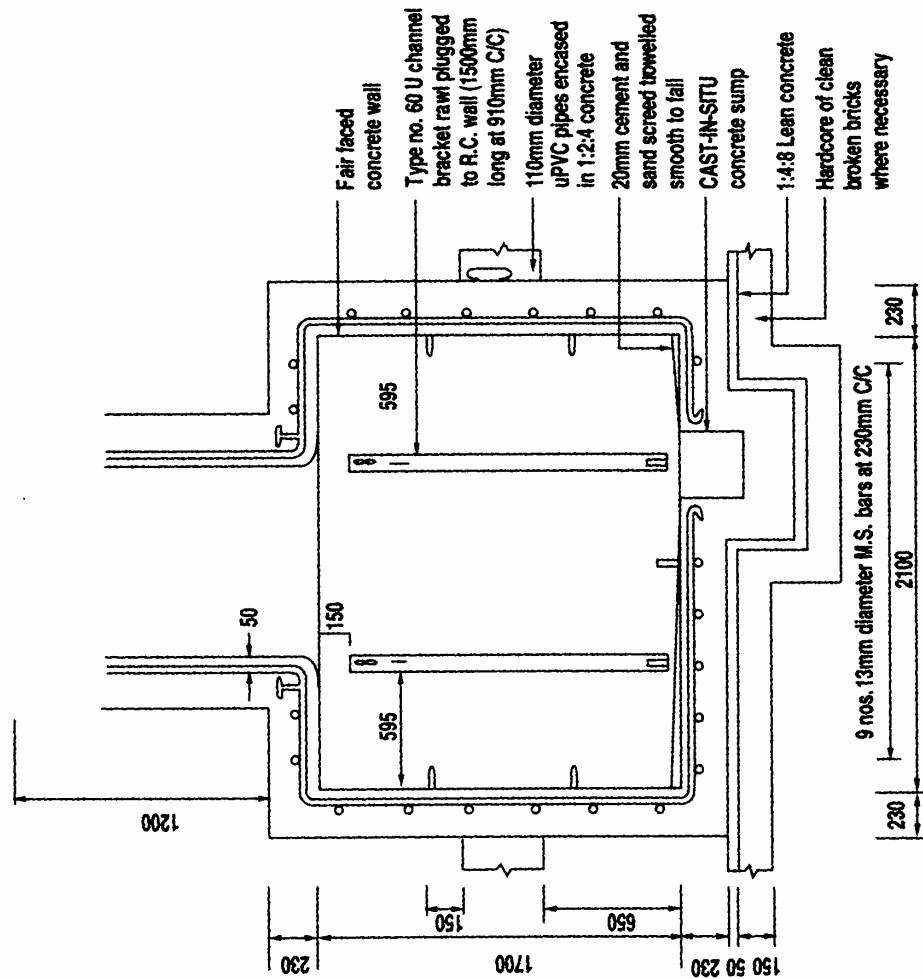 Fair faced
concrete wall
Type no. 60 U channel
bracket rawl plugged
to R.C. wall (1500mm
long at 910mm C/C)
110mm diameter
uPVC pipes encased
in 1:2:4 concrete
20mm cement and
sand screed trowelled
smooth to fall
CAST-IN-SITU
concrete sump
1:4:8 Lean concrete
Hardcore of clean
broken bricks
where necessary
50
150
595
595
1200
230
1700
150
650
230
50
150
9 nos. 13mm diameter M.S. bars at 230mm C/C
230
2100
230